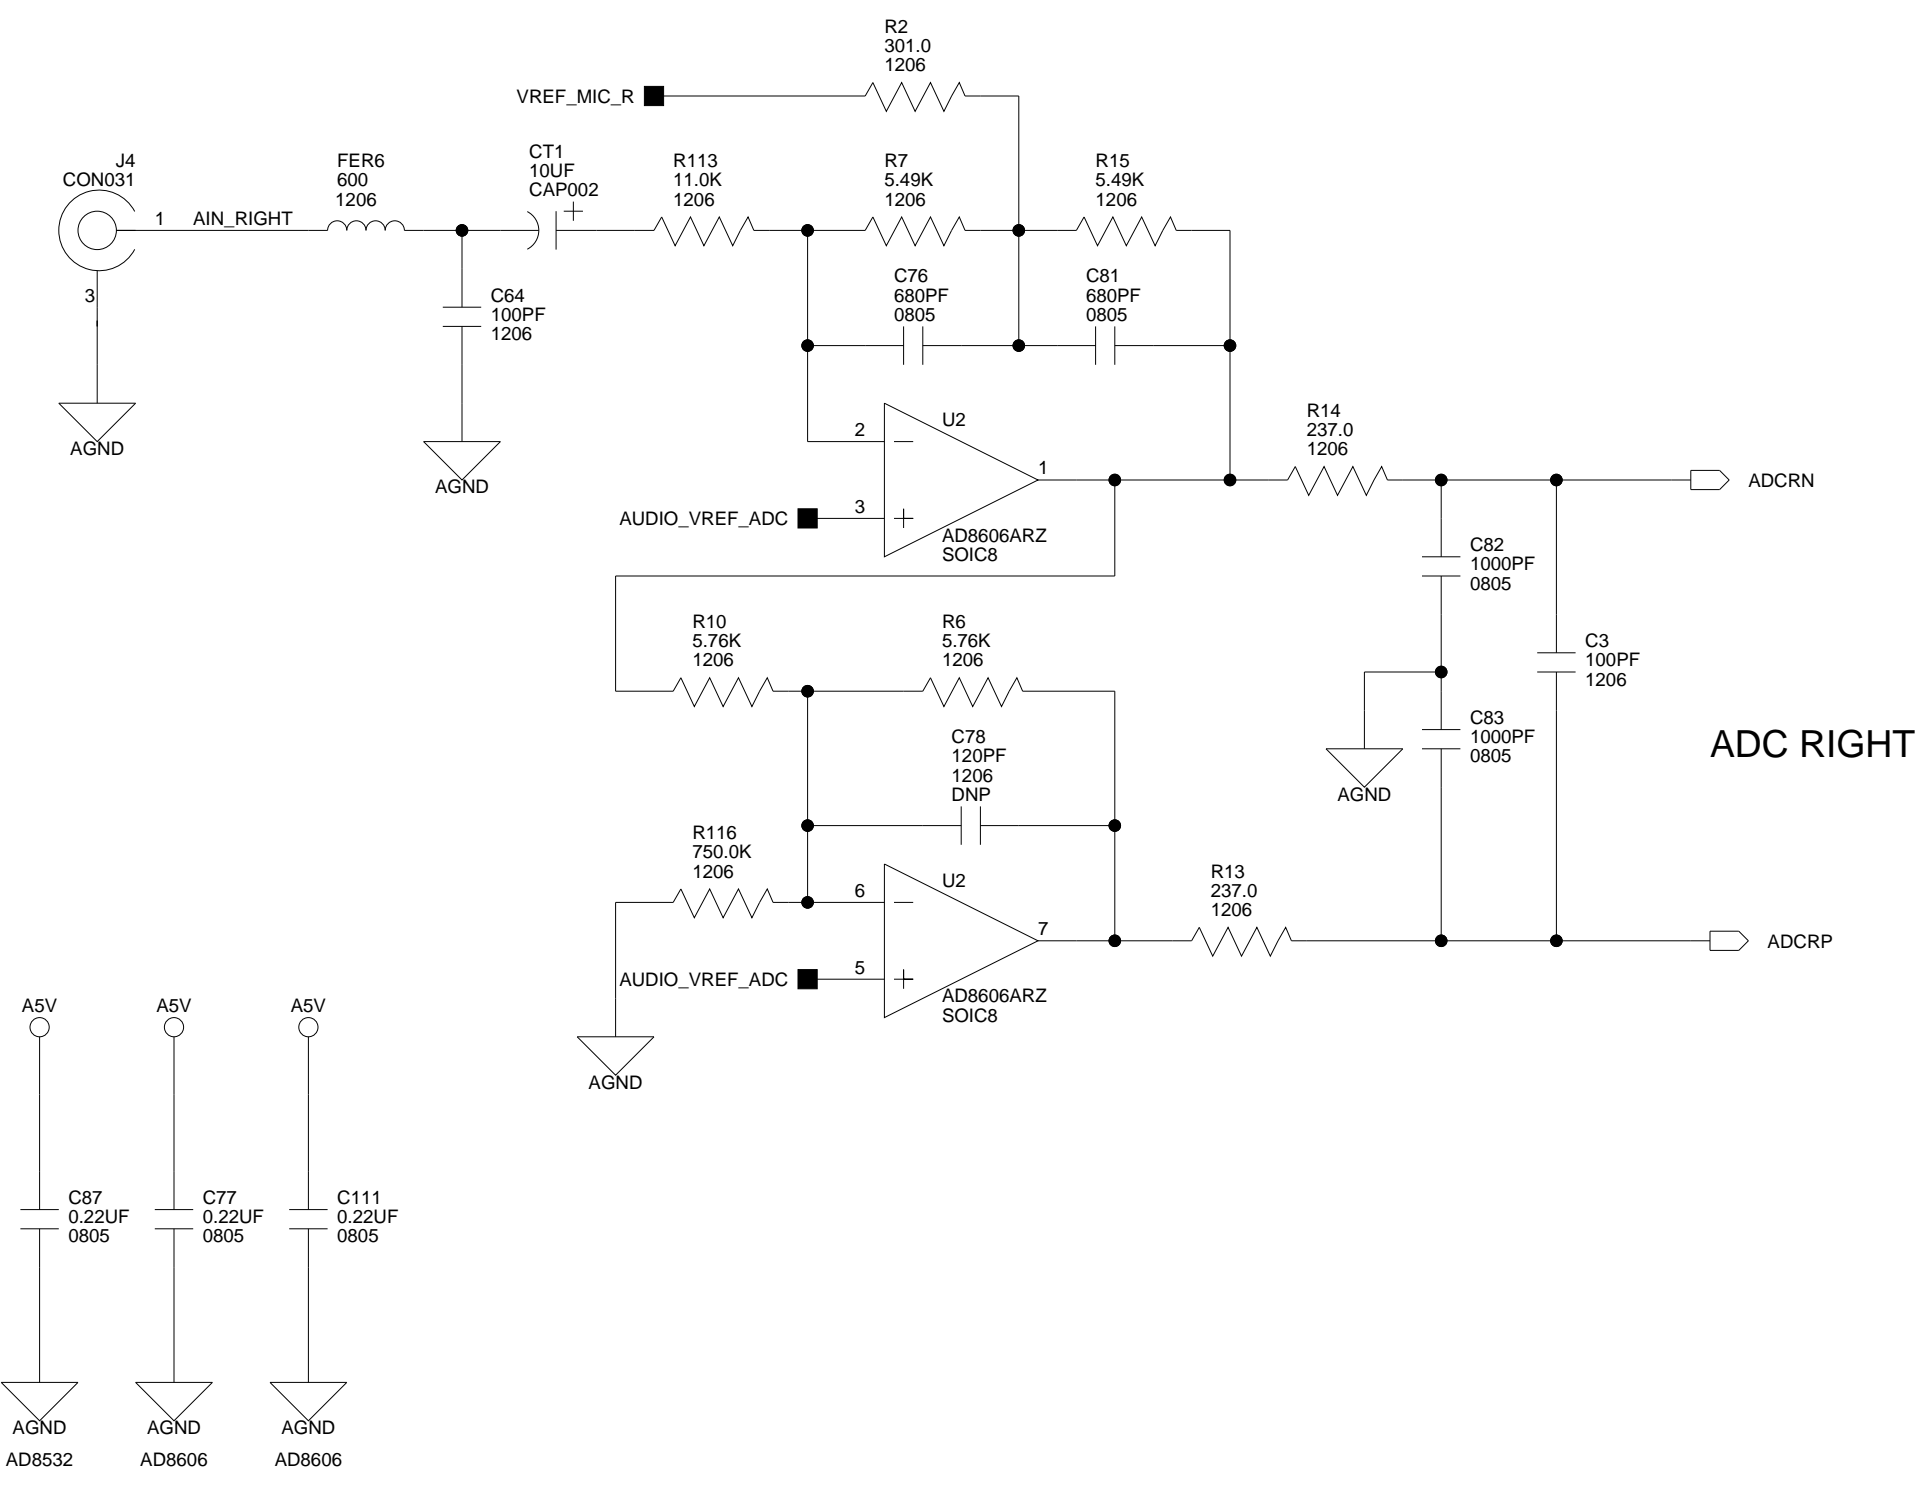 R2
301.0
1206
VREF_MIC_R
J4
CON031
1
AIN_RIGHT
3
AGND
FER6
600
1206
C64
100PF
1206
AGND
CT1
10UF
CAP002
+
R113
11.0K
1206
R7
5.49K
1206
R15
5.49K
1206
C76
680PF
0805
C81
680PF
0805
U2
2
1
AUDIO_VREF_ADC
3
AD8606ARZ
SOIC8
R14
237.0
1206
ADCRN
C82
1000PF
0805
C3
100PF
1206
C83
1000PF
0805
AGND
ADC RIGHT
R10
5.76K
1206
R6
5.76K
1206
C78
120PF
1206
DNP
R116
750.0K
1206
U2
6
7
AUDIO_VREF_ADC
5
AD8606ARZ
SOIC8
AGND
R13
237.0
1206
ADCRP
A5V
A5V
A5V
C87
0.22UF
0805
C77
0.22UF
0805
C111
0.22UF
0805
AGND
AGND
AGND
AD8532
AD8606
AD8606